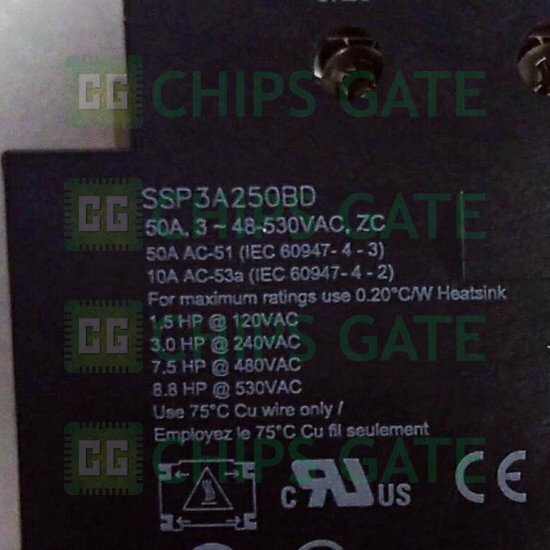 CG CHIPS GATE
SSP3A250BD
50A, 3 ~ 48-530VAC, ZC
50A AC-51 (IEC 60947-4-3)
10A AC-53a (IEC 60947-4-2)
For maximum ratings use 0.20°C/W Heatsink
1.5 HP @ 120VAC
3.0 HP @ 240VAC
7.5 HP @ 480VAC
8.8 HP @ 530VAC
Use 75°C Cu wire only /
Employez le 75°C Cu fil seulement
CG CHIPS GATE
CG CHIPS GATE
CG CHIPS GATE
c RU US CE